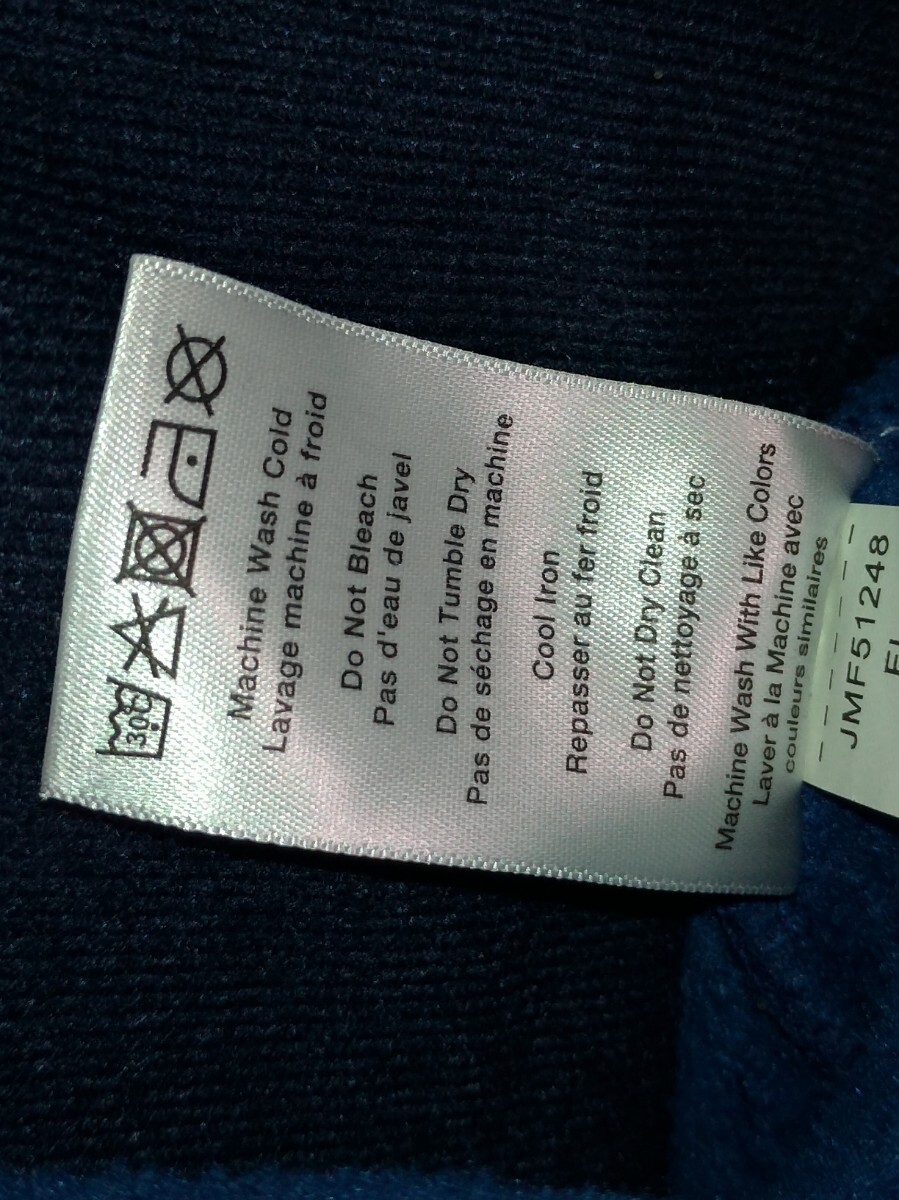 30C
Machine Wash Cold
Lavage machine à froid
Do Not Bleach
Pas d'eau de javel
Do Not Tumble Dry
Pas de séchage en machine
Cool Iron
Repasser au fer froid
Do Not Dry Clean
Pas de nettoyage à sec
Machine Wash With Like Colors
Laver à la Machine avec
couleurs similaires
JMF51248